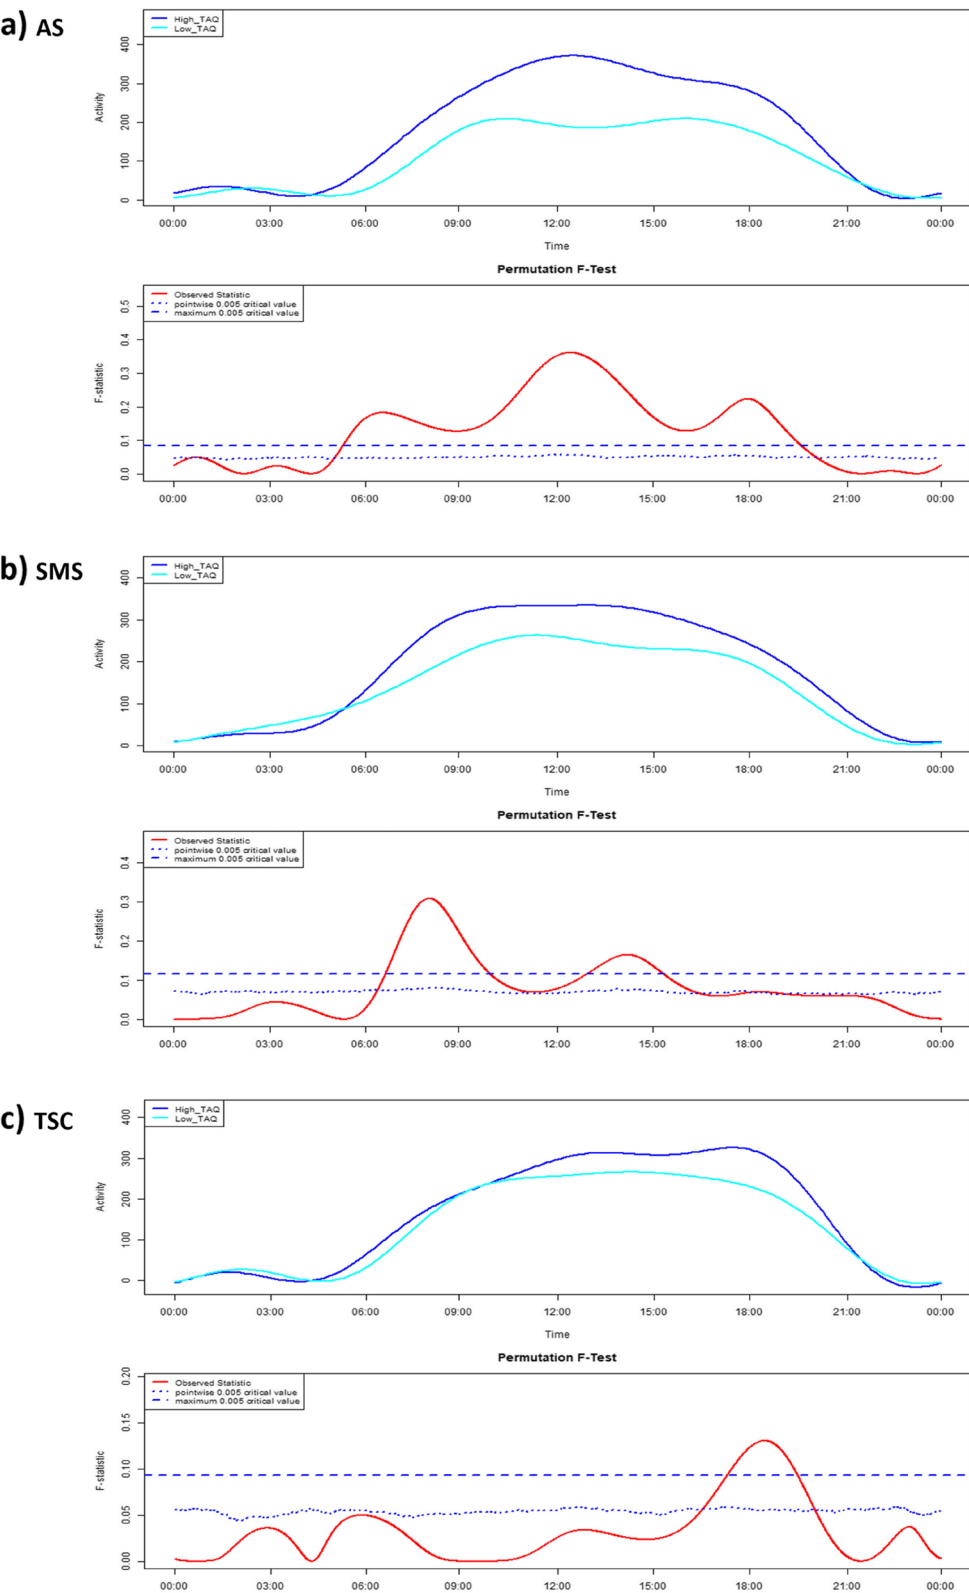 a) AS
High_TAQ
Low_TAQ
Activity
400
300
200
100
0
00:00 03:00 06:00 09:00 12:00 15:00 18:00 21:00 00:00
Time
Permutation F-Test
Observed Statistic
pointwise 0.005 critical value
maximum 0.005 critical value
F-statistic
0.5
0.4
0.3
0.2
0.1
0.0
00:00 03:00 06:00 09:00 12:00 15:00 18:00 21:00 00:00
b) SMS
High_TAQ
Low_TAQ
Activity
400
300
200
100
0
00:00 03:00 06:00 09:00 12:00 15:00 18:00 21:00 00:00
Time
Permutation F-Test
Observed Statistic
pointwise 0.005 critical value
maximum 0.005 critical value
F-statistic
0.4
0.3
0.2
0.1
0.0
00:00 03:00 06:00 09:00 12:00 15:00 18:00 21:00 00:00
c) TSC
High_TAQ
Low_TAQ
Activity
400
300
200
100
0
00:00 03:00 06:00 09:00 12:00 15:00 18:00 21:00 00:00
Time
Permutation F-Test
Observed Statistic
pointwise 0.005 critical value
maximum 0.005 critical value
F-statistic
0.20
0.15
0.10
0.05
0.00
00:00 03:00 06:00 09:00 12:00 15:00 18:00 21:00 00:00